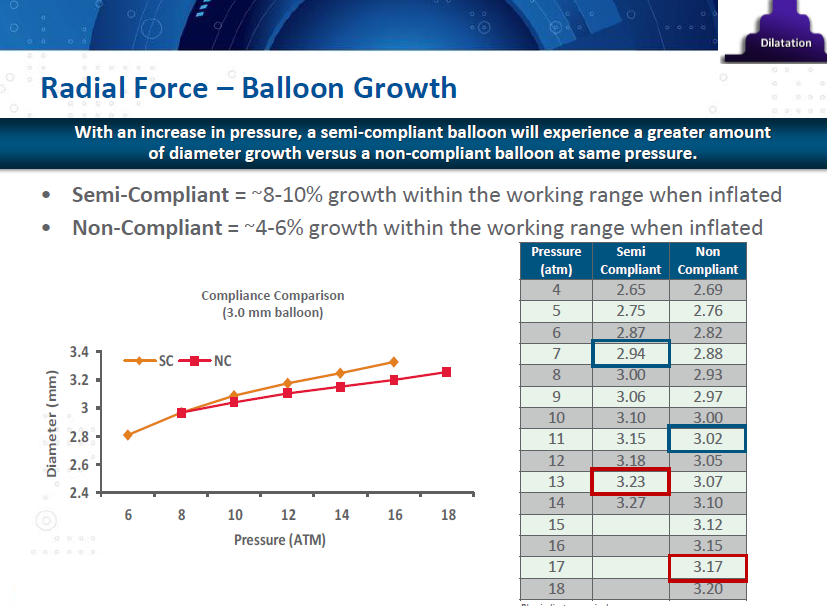 Dilatation
Radial Force – Balloon Growth
With an increase in pressure, a semi-compliant balloon will experience a greater amount
of diameter growth versus a non-compliant balloon at same pressure.
• Semi-Compliant = ~8-10% growth within the working range when inflated
• Non-Compliant = ~4-6% growth within the working range when inflated
Compliance Comparison
(3.0 mm balloon)
SC NC
Diameter (mm)
3.4
3.2
3
2.8
2.6
2.4
6 8 10 12 14 16 18
Pressure (ATM)
Pressure Semi Non
(atm) Compliant Compliant
4 2.65 2.69
5 2.75 2.76
6 2.87 2.82
7 2.94 2.88
8 3.00 2.93
9 3.06 2.97
10 3.10 3.00
11 3.15 3.02
12 3.18 3.05
13 3.23 3.07
14 3.27 3.10
15 3.12
16 3.15
17 3.17
18 3.20